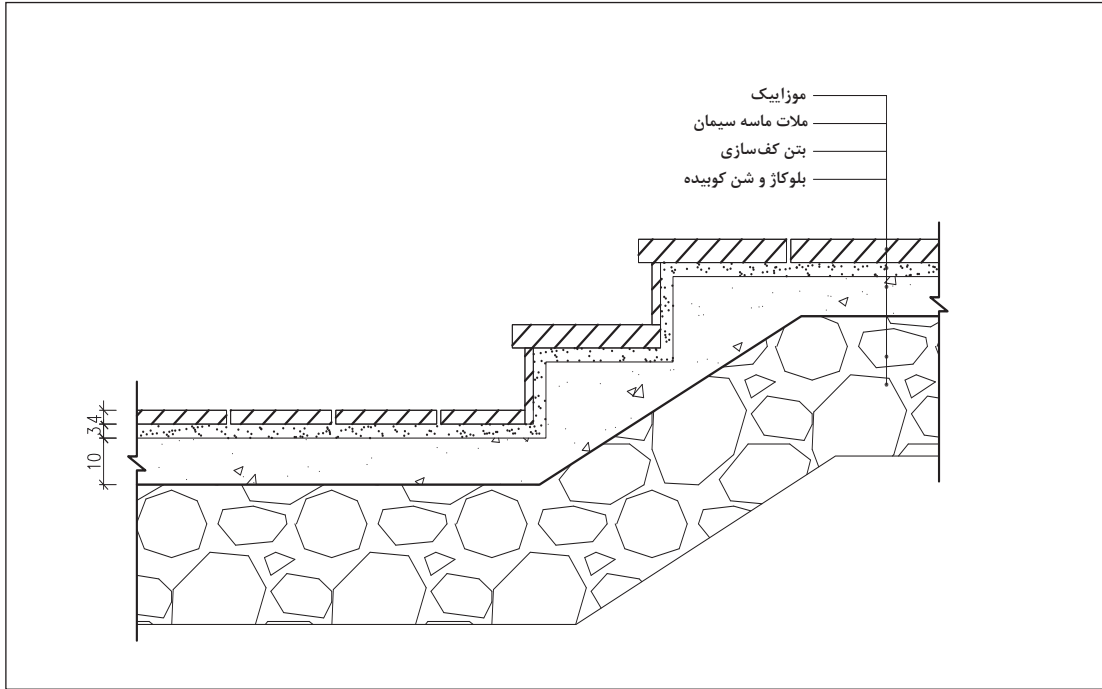 موزاییک
ملات ماسه سیمان
بتن کف‌سازی
بلوکاژ و شن کوبیده
4
3
10